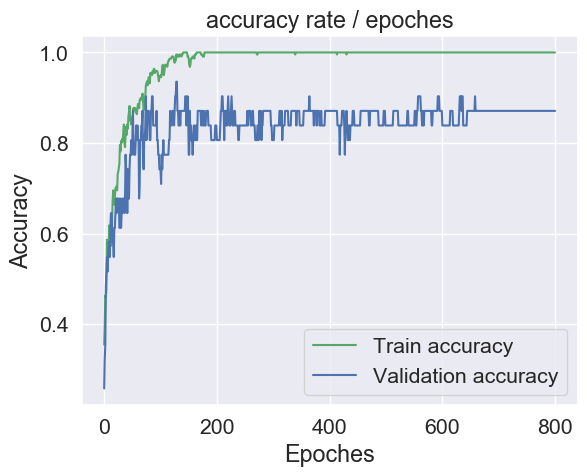 accuracy rate / epoches
1.0
0.8
0.6
0.4
Accuracy
0 200 400 600 800
Epoches
Train accuracy
Validation accuracy